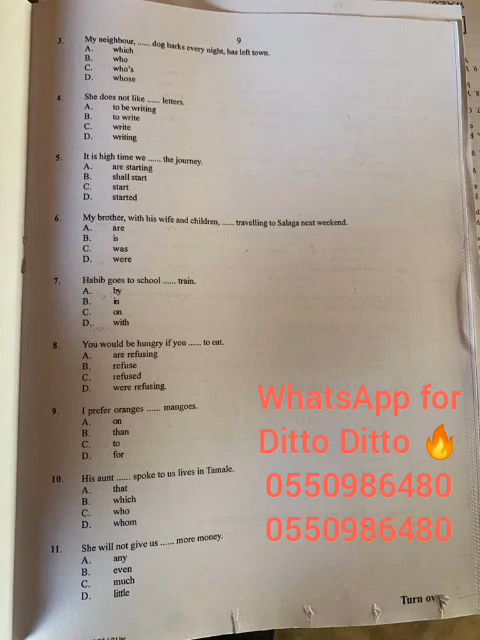 9
3. My neighbour, ...... dog barks every night, has left town.
A. which
B. who
C. who's
D. whose
4. She does not like ...... letters.
A. to be writing
B. to write
C. write
D. writing
5. It is high time we ...... the journey.
A. are starting
B. shall start
C. start
D. started
6. My brother, with his wife and children, ...... travelling to Salaga next weekend.
A. are
B. is
C. was
D. were
7. Habib goes to school ...... train.
A. by
B. in
C. on
D. with
8. You would be hungry if you ...... to eat.
A. are refusing
B. refuse
C. refused
D. were refusing
9. I prefer oranges ...... mangoes.
A. on
B. than
C. to
D. for
10. His aunt ...... spoke to us lives in Tamale.
A. that
B. which
C. who
D. whom
11. She will not give us ...... more money.
A. any
B. even
C. much
D. little
WhatsApp for
Ditto Ditto 🔥
0550986480
0550986480
Turn